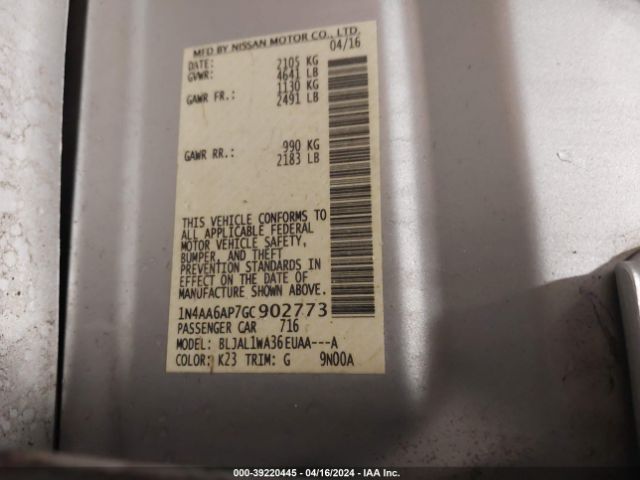 MFD BY NISSAN MOTOR CO., LTD.
DATE: 04/16
GVWR: 2105 KG
4641 LB
GAWR FR.: 1130 KG
2491 LB
GAWR RR.: 990 KG
2183 LB
THIS VEHICLE CONFORMS TO
ALL APPLICABLE FEDERAL
MOTOR VEHICLE SAFETY,
BUMPER, AND THEFT
PREVENTION STANDARDS IN
EFFECT ON THE DATE OF
MANUFACTURE SHOWN ABOVE.
1N4AA6AP7GC902773
PASSENGER CAR 716
MODEL: BLJAL1WA36EUAA---A
COLOR: K23 TRIM: G 9N00A
000-39220445 - 04/16/2024 - IAA Inc.